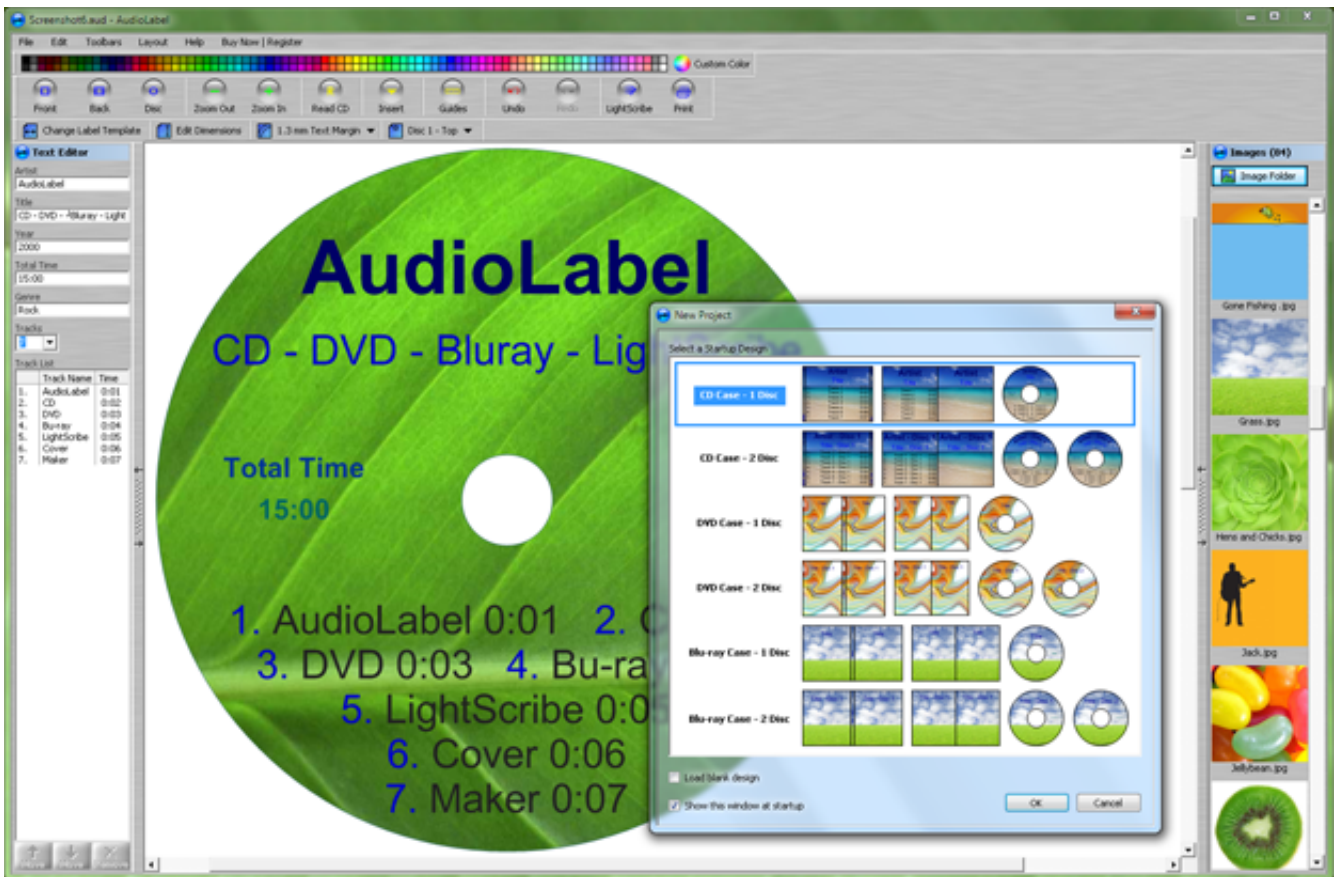 Screenshot6.aud - AudioLabel
File Edit Toolbars Layout Help Buy Now | Register
Custom Color
Front Back Disc Zoom Out Zoom In Read CD Insert Guides Undo Redo LightScribe Print
Change Label Template Edit Dimensions 1.3 mm Text Margin Disc 1 - Top
Text Editor
Artist
AudioLabel
Title
CD - DVD - Bluray - Light
Year
2000
Total Time
15:00
Genre
Rock
Tracks
Track List
Track Name Time
1. AudioLabel 0:01
2. CD 0:02
3. DVD 0:03
4. Bu-ray 0:04
5. LightScribe 0:05
6. Cover 0:06
7. Maker 0:07
AudioLabel
CD - DVD - Bluray - Lig
Total Time
15:00
1. AudioLabel 0:01 2. C
3. DVD 0:03 4. Bu-ra
5. LightScribe 0:0
6. Cover 0:06
7. Maker 0:07
New Project
Select a Startup Design
CD Case - 1 Disc
CD Case - 2 Disc
DVD Case - 1 Disc
DVD Case - 2 Disc
Blu-ray Case - 1 Disc
Blu-ray Case - 2 Disc
Load blank design
Show this window at startup
OK Cancel
Images (84)
Image Folder
Gone Fishing .jpg
Grass.jpg
Hens and Chicks.jpg
Jack.jpg
Jellybean.jpg